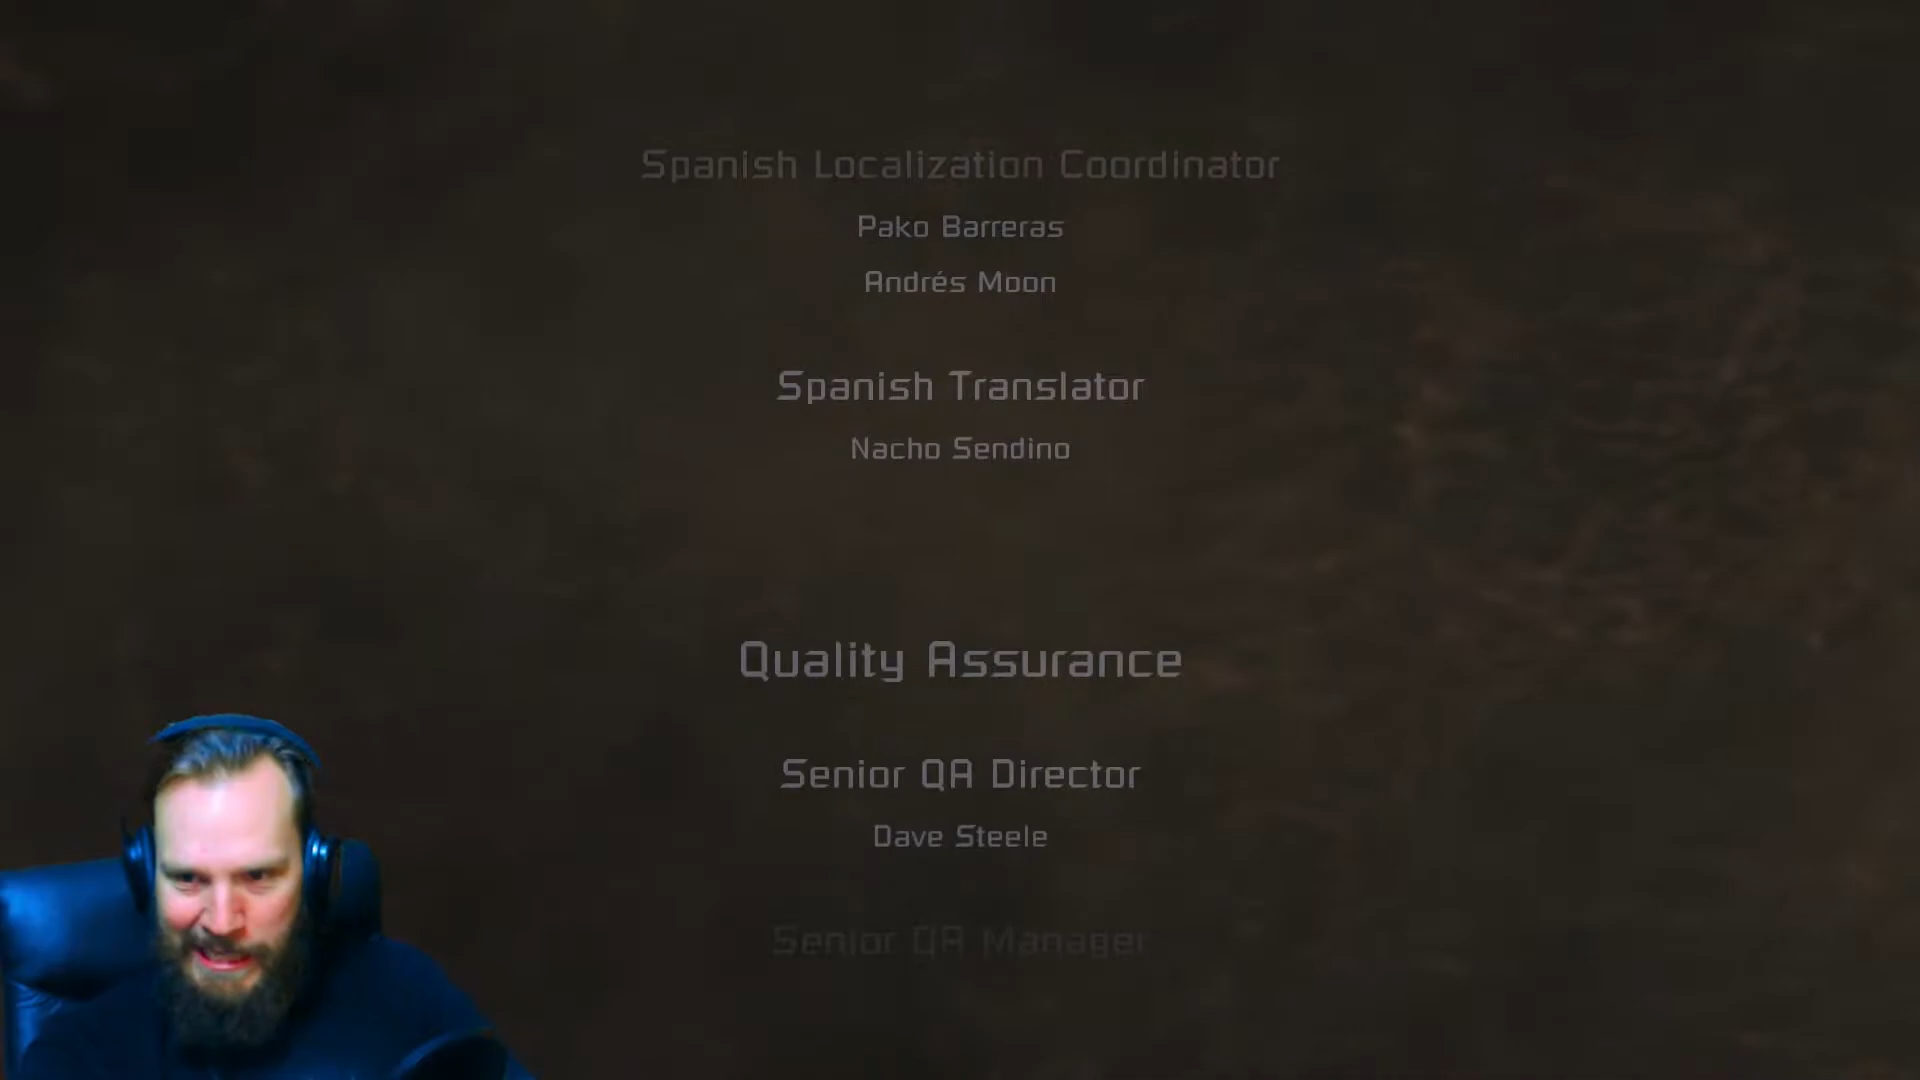 Spanish Localization Coordinator
Pako Barreras
Andrés Moon
Spanish Translator
Nacho Sendino
Quality Assurance
Senior QA Director
Dave Steele
Senior QA Manager